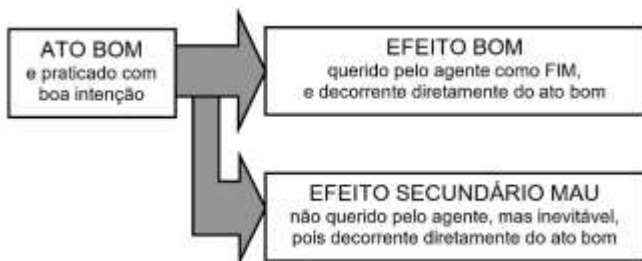 ATO BOM
e praticado com
boa intenção
EFEITO BOM
querido pelo agente como FIM,
e decorrente diretamente do ato bom
EFEITO SECUNDÁRIO MAU
não querido pelo agente, mas inevitável,
pois decorrente diretamente do ato bom